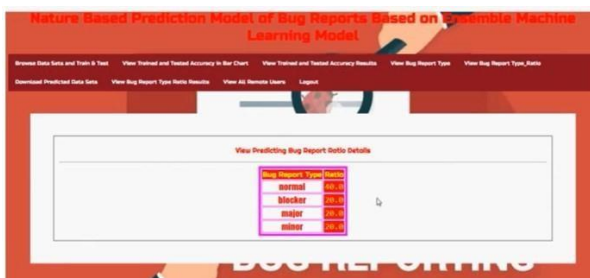 Nature Based Prediction Model of Bug Reports Based on Ensemble Machine
Learning Model
Browse Data Sets and Train & Test View Trained and Tested Accuracy in Bar Chart View Trained and Tested Accuracy Results View Bug Report Type View Bug Report Type_Ratio
Download Predicted Data Sets View Bug Report Type Ratio Results View All Remote Users Logout
View Predicting Bug Report Ratio Details
Bug Report Type Ratio
normal 40.0
blocker 20.0
major 20.0
minor 20.0
BUG REPORTING